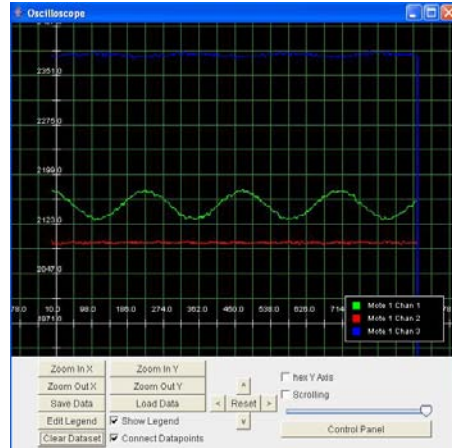 Oscilloscope
2351.0
2275.0
2199.0
2123.0
2047.0
78.0 10.0 98.0 186.0 274.0 362.0 450.0 538.0 626.0 714
1971.0
Mote 1 Chan 1
Mote 1 Chan 2
Mote 1 Chan 3
Zoom In X Zoom In Y
Zoom Out X Zoom Out Y ^ hex Y Axis
Save Data Load Data < Reset > Scrolling
Edit Legend Show Legend v
Control Panel
Clear Dataset Connect Datapoints